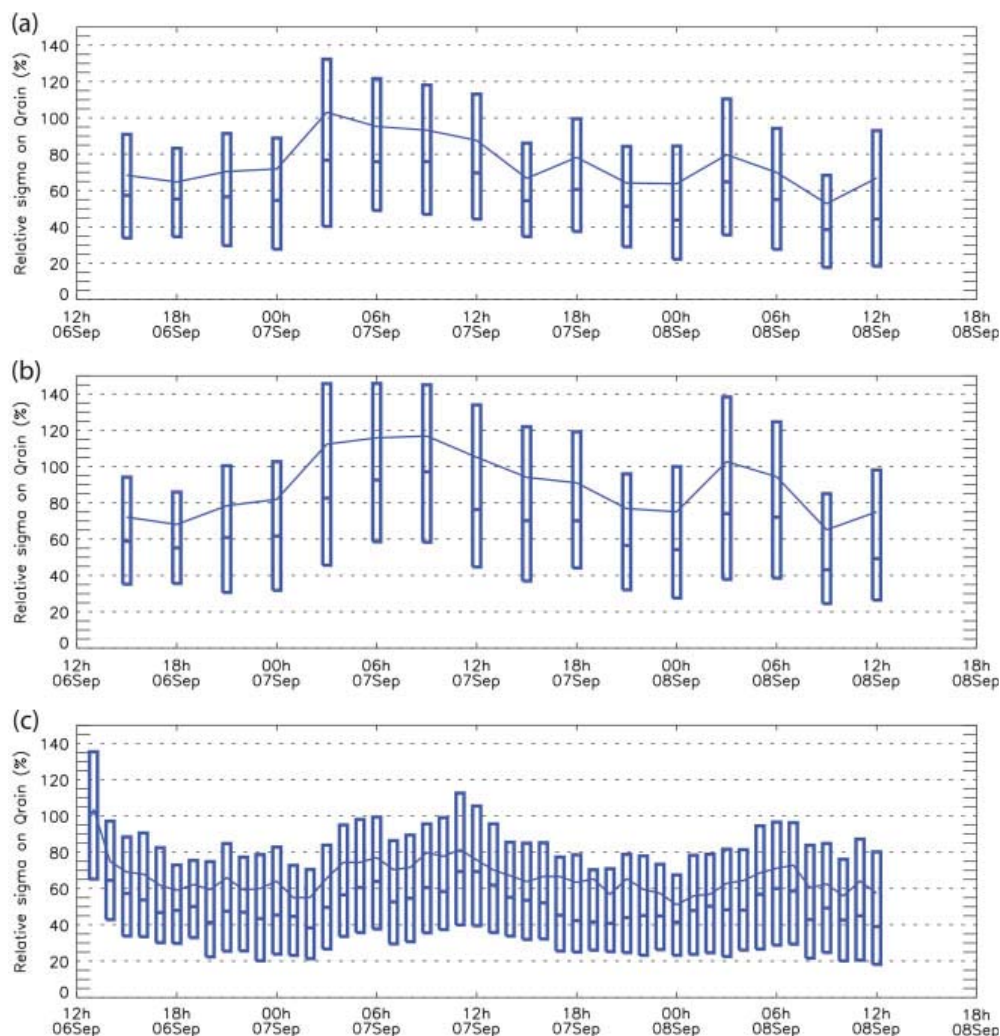 (a)
Relative sigma on Qrain (%)
140
120
100
80
60
40
20
0
12h 18h 00h 06h 12h 18h 00h 06h 12h 18h
06Sep 06Sep 07Sep 07Sep 07Sep 07Sep 08Sep 08Sep 08Sep 08Sep
(b)
Relative sigma on Qrain (%)
140
120
100
80
60
40
20
0
12h 18h 00h 06h 12h 18h 00h 06h 12h 18h
06Sep 06Sep 07Sep 07Sep 07Sep 07Sep 08Sep 08Sep 08Sep 08Sep
(c)
Relative sigma on Qrain (%)
140
120
100
80
60
40
20
0
12h 18h 00h 06h 12h 18h 00h 06h 12h 18h
06Sep 06Sep 07Sep 07Sep 07Sep 07Sep 08Sep 08Sep 08Sep 08Sep